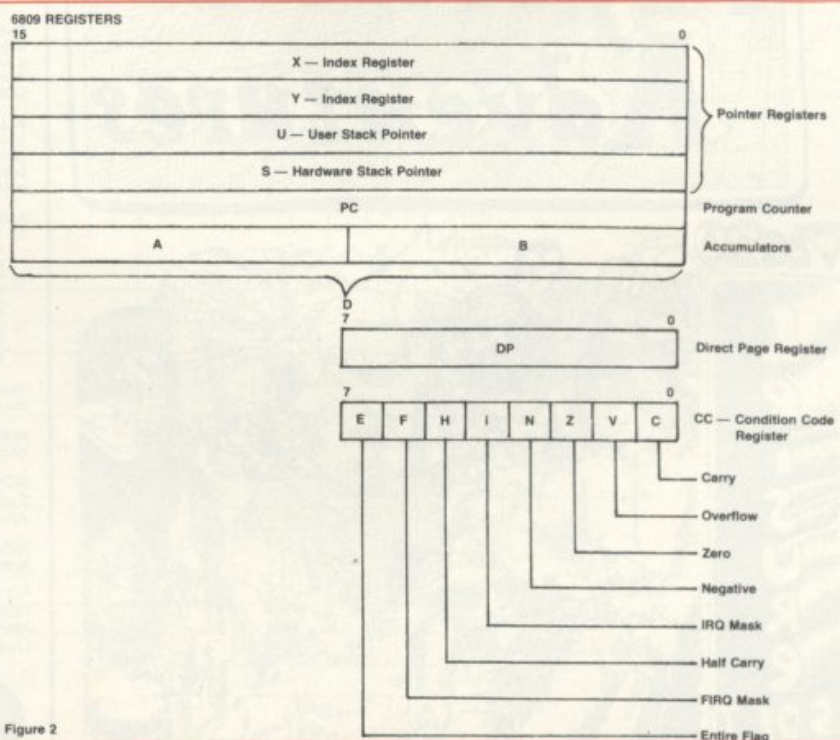 6809 REGISTERS
15 0
X — Index Register
Y — Index Register
U — User Stack Pointer
S — Hardware Stack Pointer
Pointer Registers
PC
Program Counter
A B
Accumulators
D
7 0
DP
Direct Page Register
7 0
E F H I N Z V C
CC — Condition Code
Register
Carry
Overflow
Zero
Negative
IRQ Mask
Half Carry
FIRQ Mask
Entire Flag
Figure 2